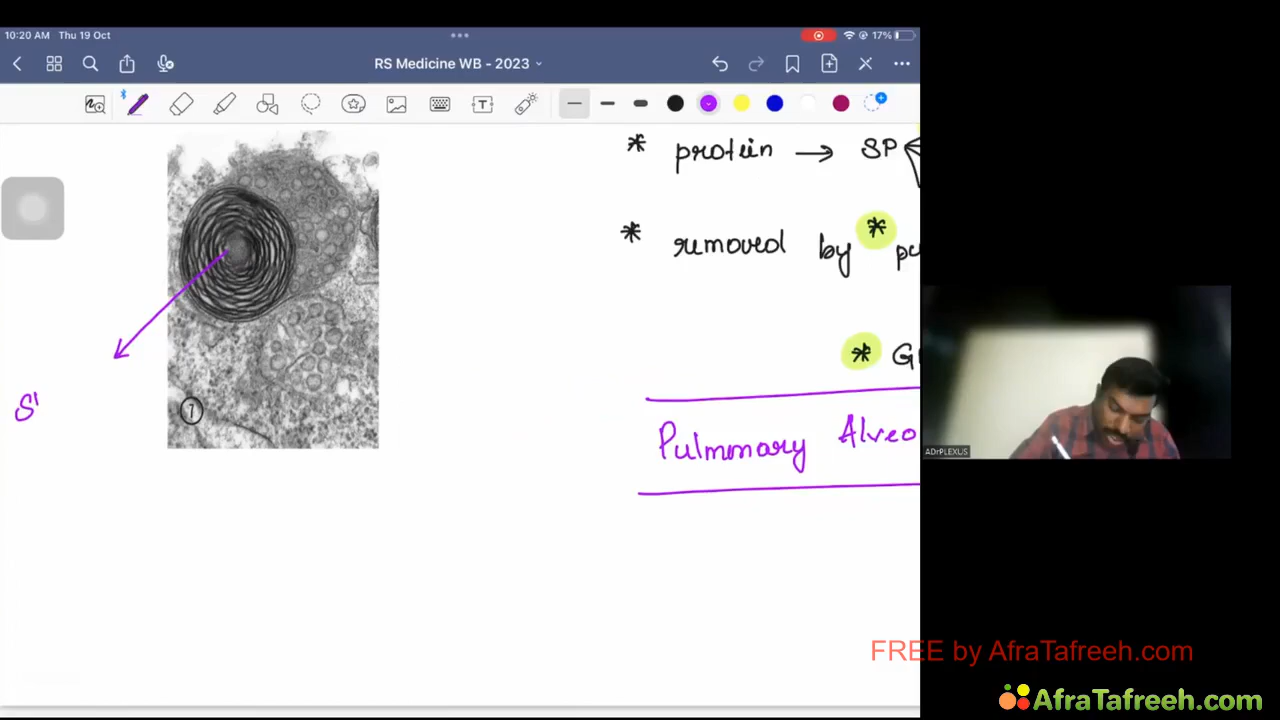 10:20 AM Thu 19 Oct
17%
RS Medicine WB - 2023
* protein → SP
* removed by *
* G
Pulmonary Alveo
1
ADrPLEXUS
FREE by AfraTafreeh.com
AfraTafreeh.com